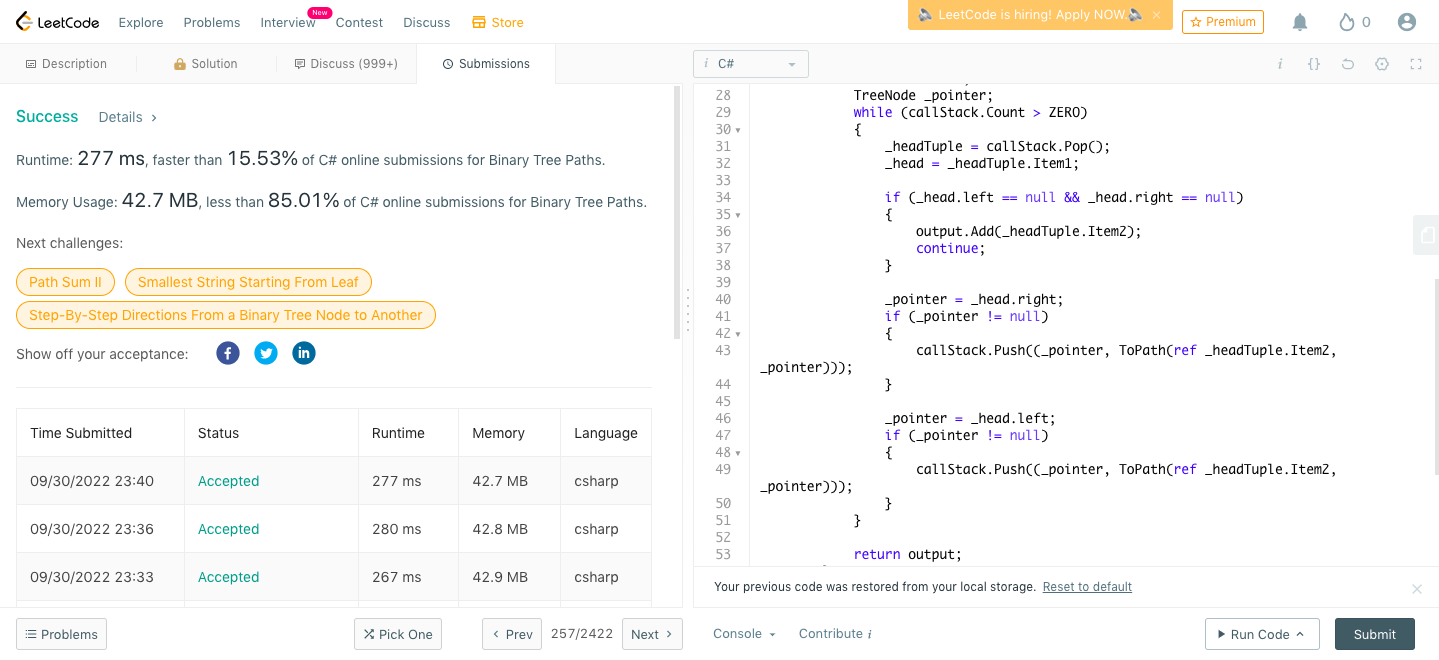 LeetCode Explore Problems Interview New Contest Discuss Store LeetCode is hiring! Apply NOW. Premium 0
Description Solution Discuss (999+) Submissions
i C#
Success Details
Runtime: 277 ms, faster than 15.53% of C# online submissions for Binary Tree Paths.
Memory Usage: 42.7 MB, less than 85.01% of C# online submissions for Binary Tree Paths.
Next challenges:
Path Sum II Smallest String Starting From Leaf
Step-By-Step Directions From a Binary Tree Node to Another
Show off your acceptance:
Time Submitted Status Runtime Memory Language
09/30/2022 23:40 Accepted 277 ms 42.7 MB csharp
09/30/2022 23:36 Accepted 280 ms 42.8 MB csharp
09/30/2022 23:33 Accepted 267 ms 42.9 MB csharp
28 TreeNode _pointer;
29 while (callStack.Count > ZERO)
30 {
31 _headTuple = callStack.Pop();
32 _head = _headTuple.Item1;
33
34 if (_head.left == null && _head.right == null)
35 {
36 output.Add(_headTuple.Item2);
37 continue;
38 }
39
40 _pointer = _head.right;
41 if (_pointer != null)
42 {
43 callStack.Push((_pointer, ToPath(ref _headTuple.Item2,
_pointer)));
44 }
45
46 _pointer = _head.left;
47 if (_pointer != null)
48 {
49 callStack.Push((_pointer, ToPath(ref _headTuple.Item2,
_pointer)));
50 }
51 }
52
53 return output;
Your previous code was restored from your local storage. Reset to default
Problems Pick One Prev 257/2422 Next Console Contribute i Run Code Submit